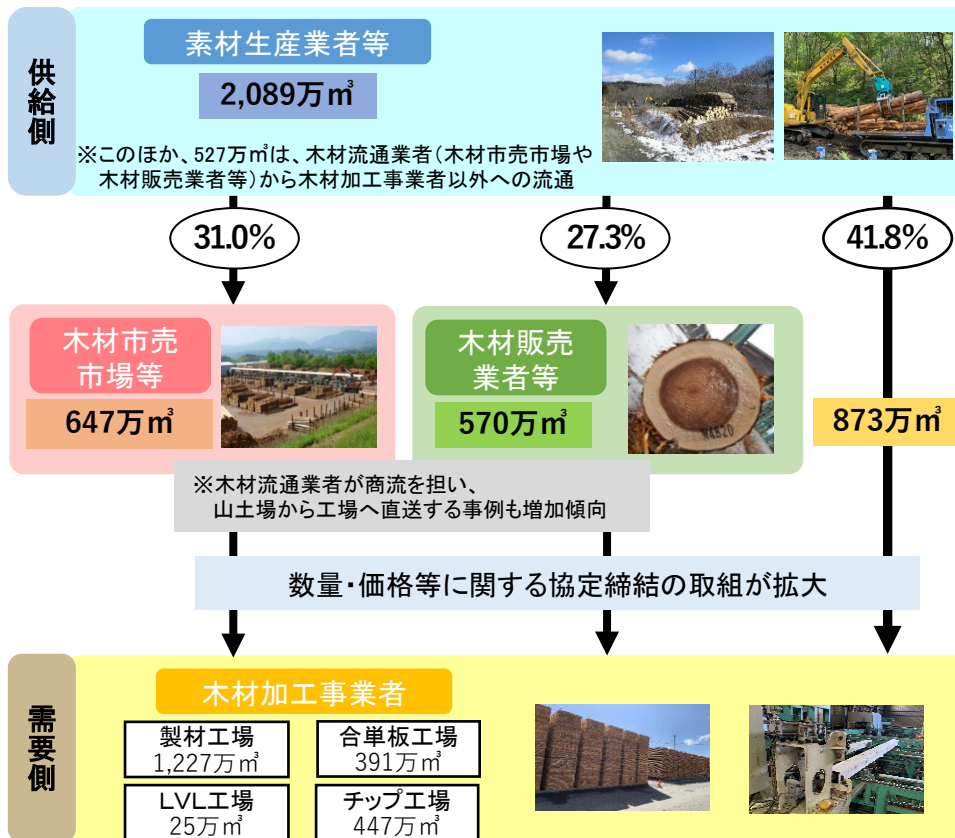 供給側
素材生産業者等
2,089万㎥
※このほか、527万㎥は、木材流通業者(木材市売市場や
木材販売業者等)から木材加工事業者以外への流通
31.0%
27.3%
41.8%
木材市売
市場等
647万㎥
木材販売
業者等
570万㎥
873万㎥
※木材流通業者が商流を担い、
山土場から工場へ直送する事例も増加傾向
数量・価格等に関する協定締結の取組が拡大
需要側
木材加工事業者
製材工場
1,227万㎥
合単板工場
391万㎥
LVL工場
25万㎥
チップ工場
447万㎥